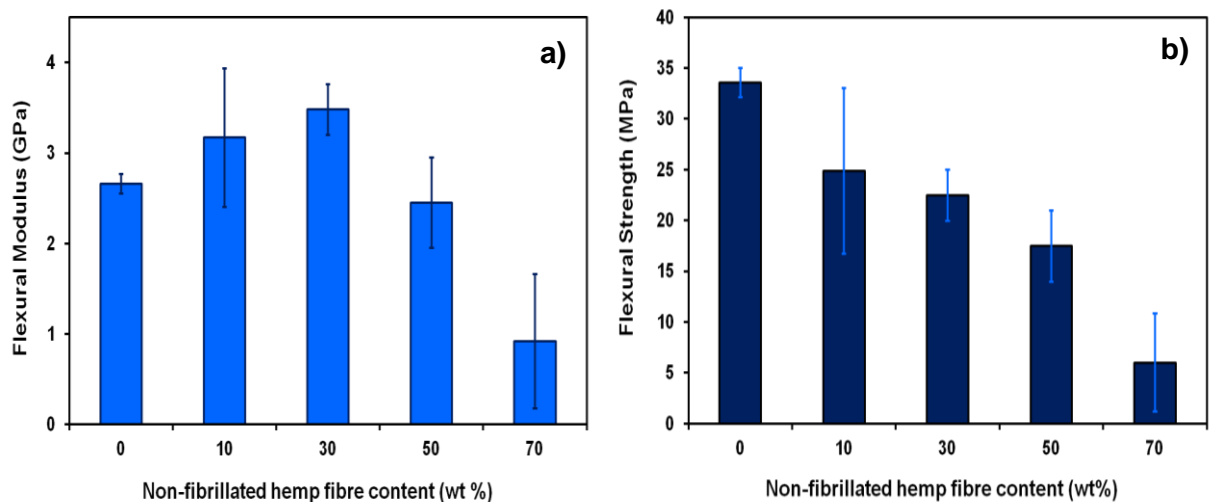 a)
Flexural Modulus (GPa)
4
3
2
1
0
0 10 30 50 70
Non-fibrillated hemp fibre content (wt %)
b)
Flexural Strength (MPa)
40
35
30
25
20
15
10
5
0
0 10 30 50 70
Non-fibrillated hemp fibre content (wt%)